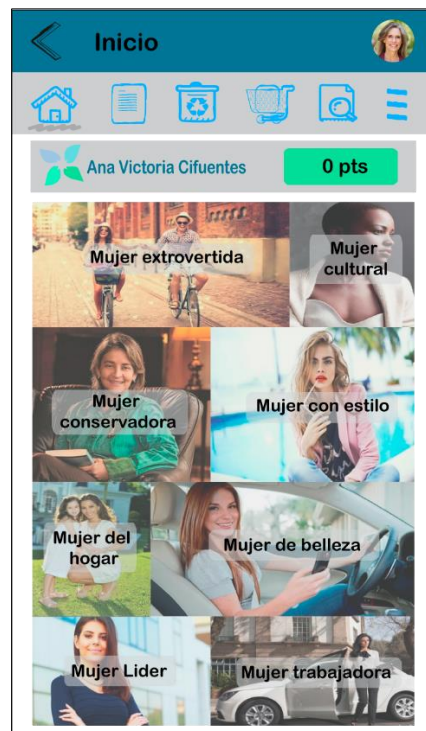 Inicio
Ana Victoria Cifuentes
0 pts
Mujer extrovertida
Mujer
cultural
Mujer
conservadora
Mujer con estilo
Mujer del
hogar
Mujer de belleza
Mujer Lider
Mujer trabajadora